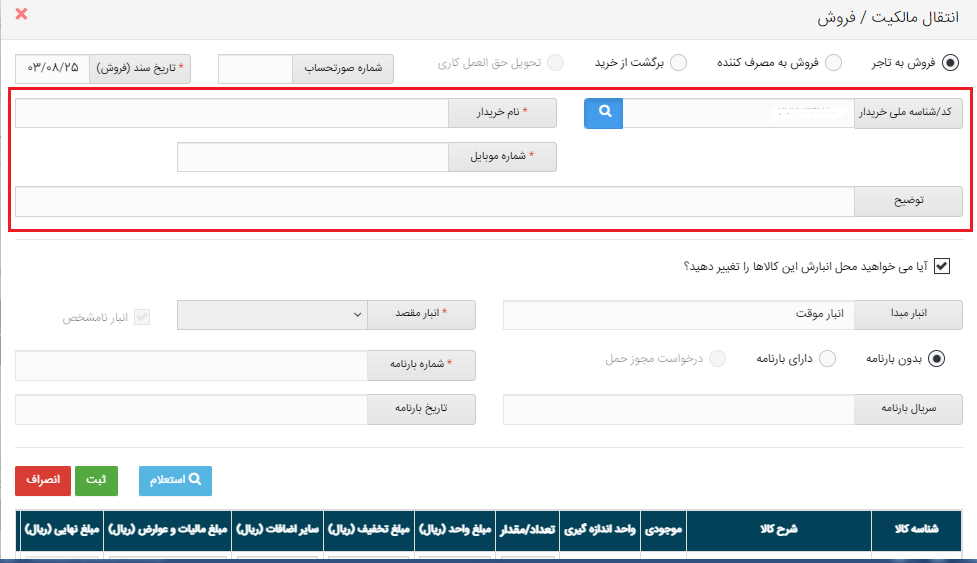 انتقال مالکیت / فروش
فروش به تاجر فروش به مصرف کننده برگشت از خرید تحویل حق العمل کاری شماره صورتحساب * تاریخ سند (فروش) ۰۳/۰۸/۲۵
کد/شناسه ملی خریدار * نام خریدار
* شماره موبایل
توضیح
آیا می خواهید محل انبارش این کالاها را تغییر دهید؟
انبار مبدا انبار موقت * انبار مقصد انبار نامشخص
بدون بارنامه دارای بارنامه درخواست مجوز حمل * شماره بارنامه
سریال بارنامه تاریخ بارنامه
استعلام ثبت انصراف
شناسه کالا شرح کالا موجودی واحد اندازه گیری تعداد/مقدار مبلغ واحد (ریال) مبلغ تخفیف (ریال) سایر اضافات (ریال) مبلغ مالیات و عوارض (ریال) مبلغ نهایی (ریال)